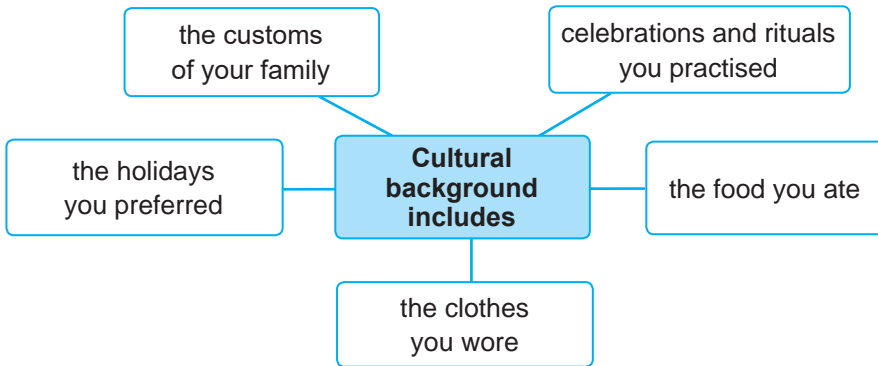 the customs
of your family
celebrations and rituals
you practised
the holidays
you preferred
Cultural
background
includes
the food you ate
the clothes
you wore